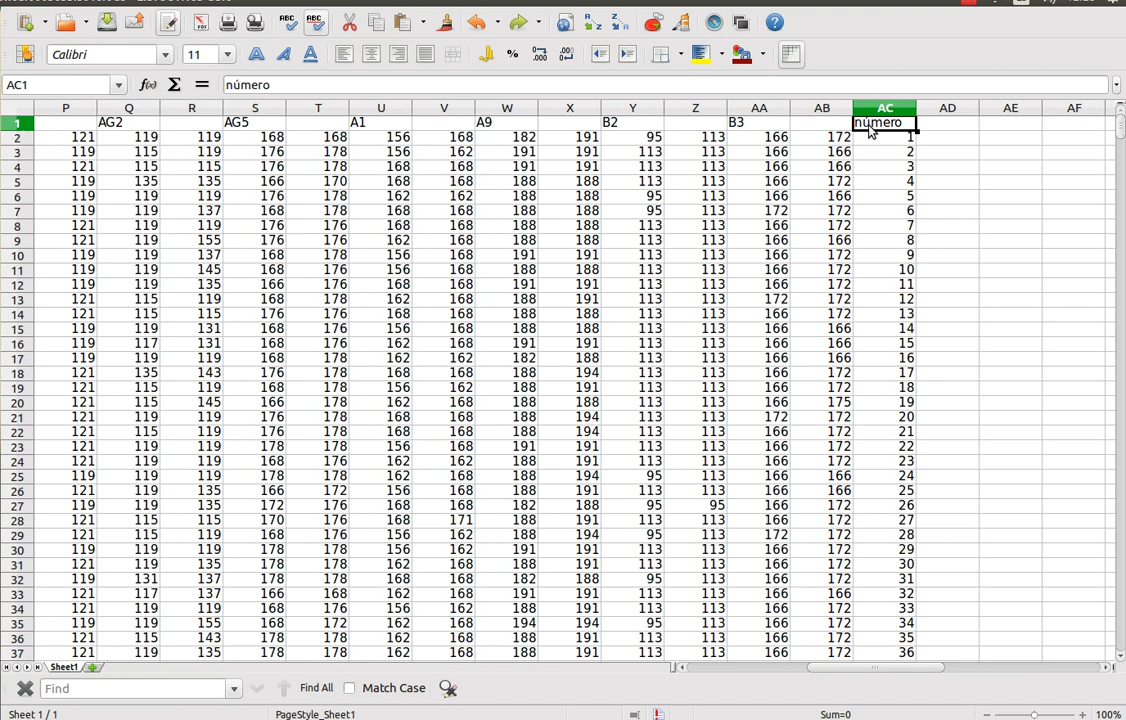 Calibri 11
AC1 número
P Q R S T U V W X Y Z AA AB AC AD AE AF
1 AG2 AG5 A1 A9 B2 B3 número
2 121 119 119 168 168 156 168 182 191 95 113 166 172 1
3 119 115 119 176 178 156 162 191 191 113 113 166 166 2
4 121 115 115 176 178 168 168 191 191 113 113 166 166 3
5 119 135 135 166 170 168 168 188 188 113 113 166 172 4
6 119 119 119 176 178 162 162 188 188 95 113 166 166 5
7 119 119 137 168 178 168 168 188 188 95 113 172 172 6
8 121 119 119 176 176 168 168 188 188 113 113 166 172 7
9 121 119 155 176 176 162 168 188 188 113 113 166 166 8
10 119 119 137 168 178 156 168 191 191 113 113 166 172 9
11 119 119 145 168 176 156 168 188 188 113 113 166 172 10
12 119 119 135 166 176 168 168 191 191 113 113 166 172 11
13 121 115 119 168 178 162 168 188 191 113 113 172 172 12
14 121 115 115 176 176 168 168 188 188 113 113 166 172 13
15 119 119 131 168 176 156 168 188 188 113 113 166 166 14
16 119 117 131 168 176 162 168 191 191 113 113 166 166 15
17 119 119 119 168 178 162 162 182 188 113 113 166 166 16
18 121 135 143 176 178 168 168 188 194 113 113 166 172 17
19 121 115 119 168 178 156 162 188 191 113 113 166 172 18
20 121 115 145 166 176 168 168 188 188 113 113 166 175 19
21 121 119 119 176 178 168 168 188 194 113 113 172 172 20
22 121 115 119 176 178 168 168 188 194 113 113 166 172 21
23 121 119 119 178 178 156 168 191 191 113 113 166 172 22
24 121 119 119 168 176 162 162 188 191 113 113 166 172 23
25 119 119 119 178 178 162 168 188 194 95 113 166 166 24
26 121 119 135 166 172 156 168 188 191 113 113 166 166 25
27 119 119 135 172 176 168 168 182 188 95 95 166 172 26
28 121 115 115 170 176 168 171 188 191 113 113 166 172 27
29 121 115 119 168 176 156 162 188 194 95 113 172 172 28
30 119 119 119 178 178 156 162 191 191 113 113 166 172 29
31 121 119 135 178 178 156 168 188 191 113 113 166 172 30
32 119 131 137 178 178 168 168 182 188 95 113 166 172 31
33 121 117 137 166 168 162 168 191 191 113 113 166 166 32
34 121 119 119 168 176 156 162 188 191 113 113 166 172 33
35 119 119 155 168 172 162 168 194 194 95 113 166 172 34
36 121 115 143 178 178 162 168 188 191 113 113 166 172 35
37 121 119 135 178 178 162 168 188 191 113 113 166 172 36
Sheet1
Find Find All Match Case
Sheet 1 / 1 PageStyle_Sheet1 Sum=0 100%